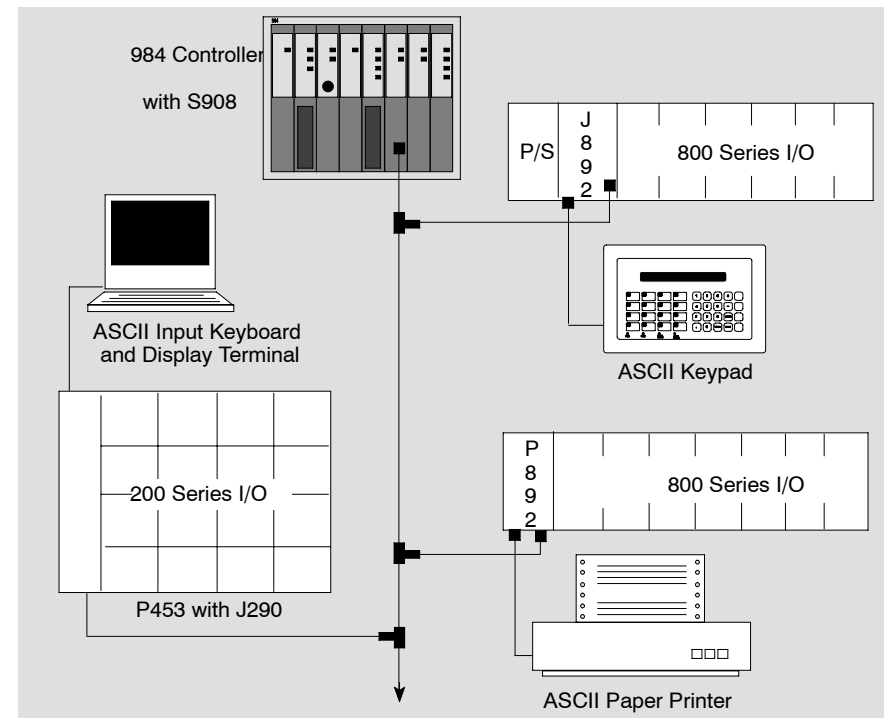 984 Controller
with S908
P/S
J
8
9
2
800 Series I/O
ASCII Input Keyboard
and Display Terminal
ASCII Keypad
200 Series I/O
P453 with J290
P
8
9
2
800 Series I/O
ASCII Paper Printer